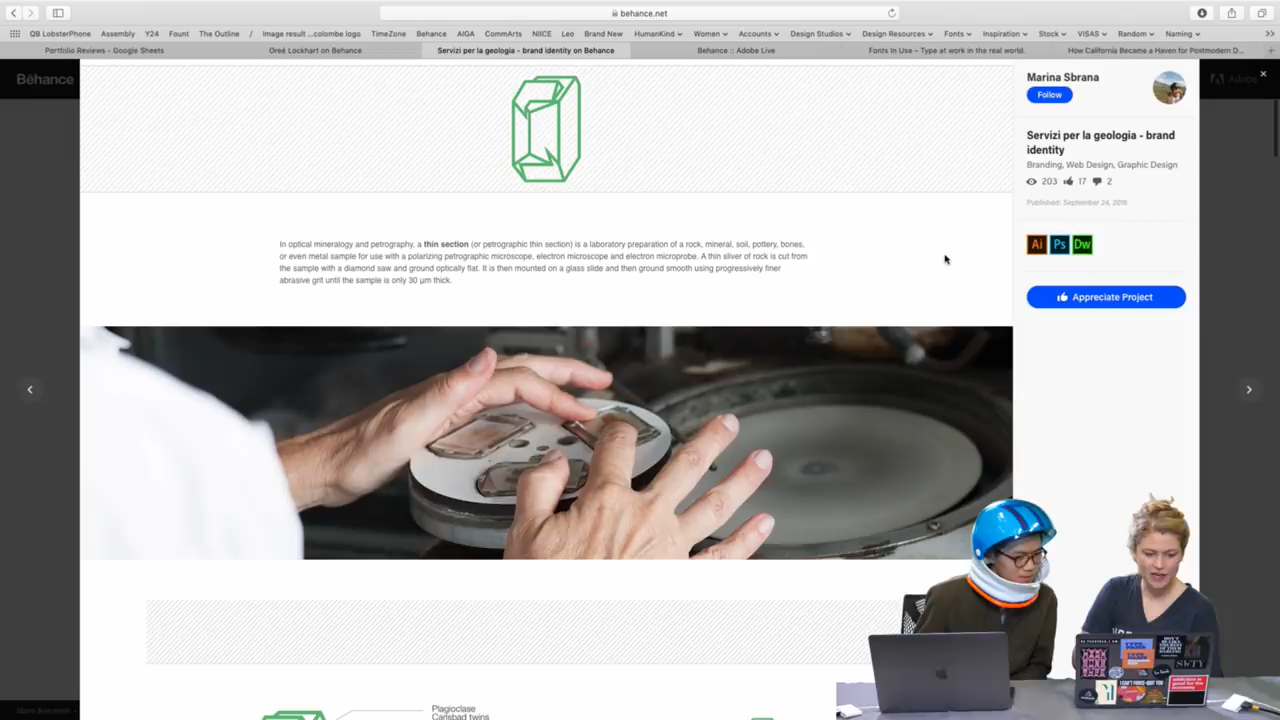 behance.net
QB LobsterPhone Assembly Y24 Fount The Outline / Image result ...colombe logo TimeZone Behance AIGA CommArts NIICE Leo Brand New HumanKind Women Accounts Design Studios Design Resources Fonts Inspiration Stock VISAS Random Naming >>
Portfolio Reviews – Google Sheets
Oreé Lockhart on Behance
Servizi per la geologia - brand identity on Behance
Behance :: Adobe Live
Fonts In Use – Type at work in the real world.
How California Became a Haven for Postmodern D...
Bēhance
Adobe
Marina Sbrana
Follow
Servizi per la geologia - brand
identity
Branding, Web Design, Graphic Design
203 17 2
Published: September 24, 2016
Ai Ps Dw
Appreciate Project
In optical mineralogy and petrography, a thin section (or petrographic thin section) is a laboratory preparation of a rock, mineral, soil, pottery, bones,
or even metal sample for use with a polarizing petrographic microscope, electron microscope and electron microprobe. A thin sliver of rock is cut from
the sample with a diamond saw and ground optically flat. It is then mounted on a glass slide and then ground smooth using progressively finer
abrasive grit until the sample is only 30 μm thick.
Plagioclase
Carlsbad twins
SWTY